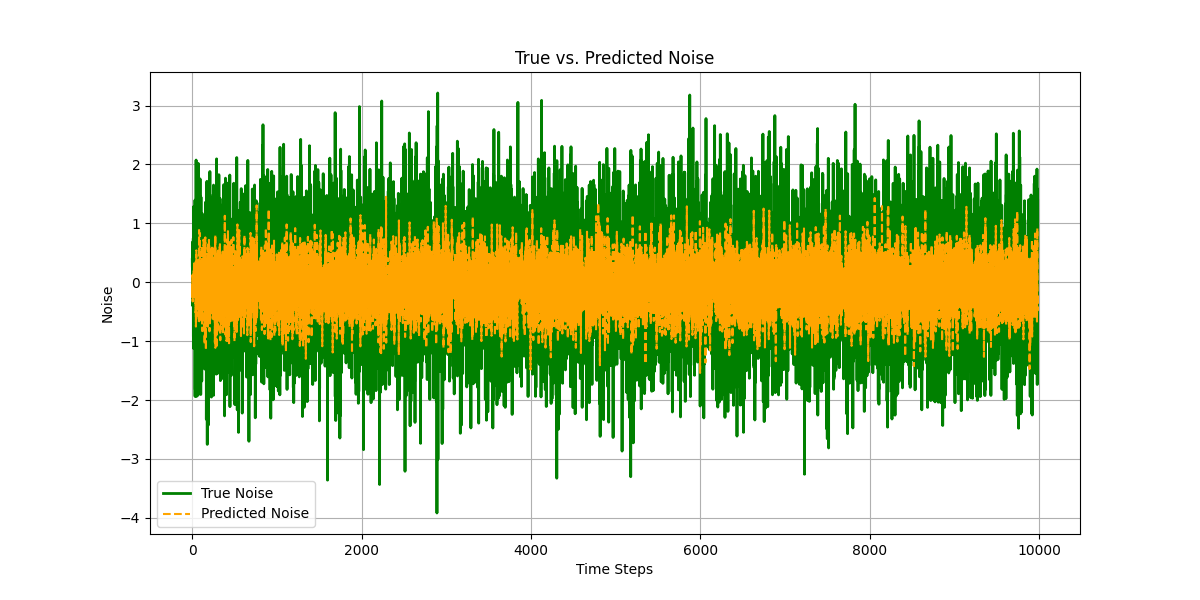 True vs. Predicted Noise
3
2
1
0
−1
−2
−3
−4
Noise
True Noise
Predicted Noise
0 2000 4000 6000 8000 10000
Time Steps